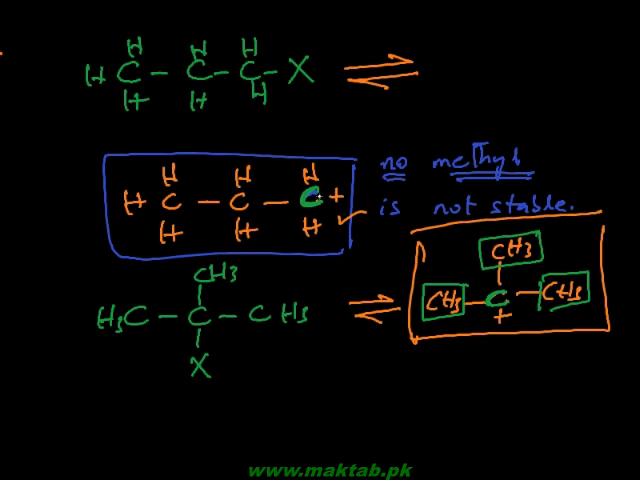 H H H
H C – C – C – X ⇌
H H H
H H H
H C – C – C +
H H H
no methyl
is not stable.
CH3
H3C – C – CH3 ⇌
X
CH3
CH3 – C – CH3
+
www.maktab.pk